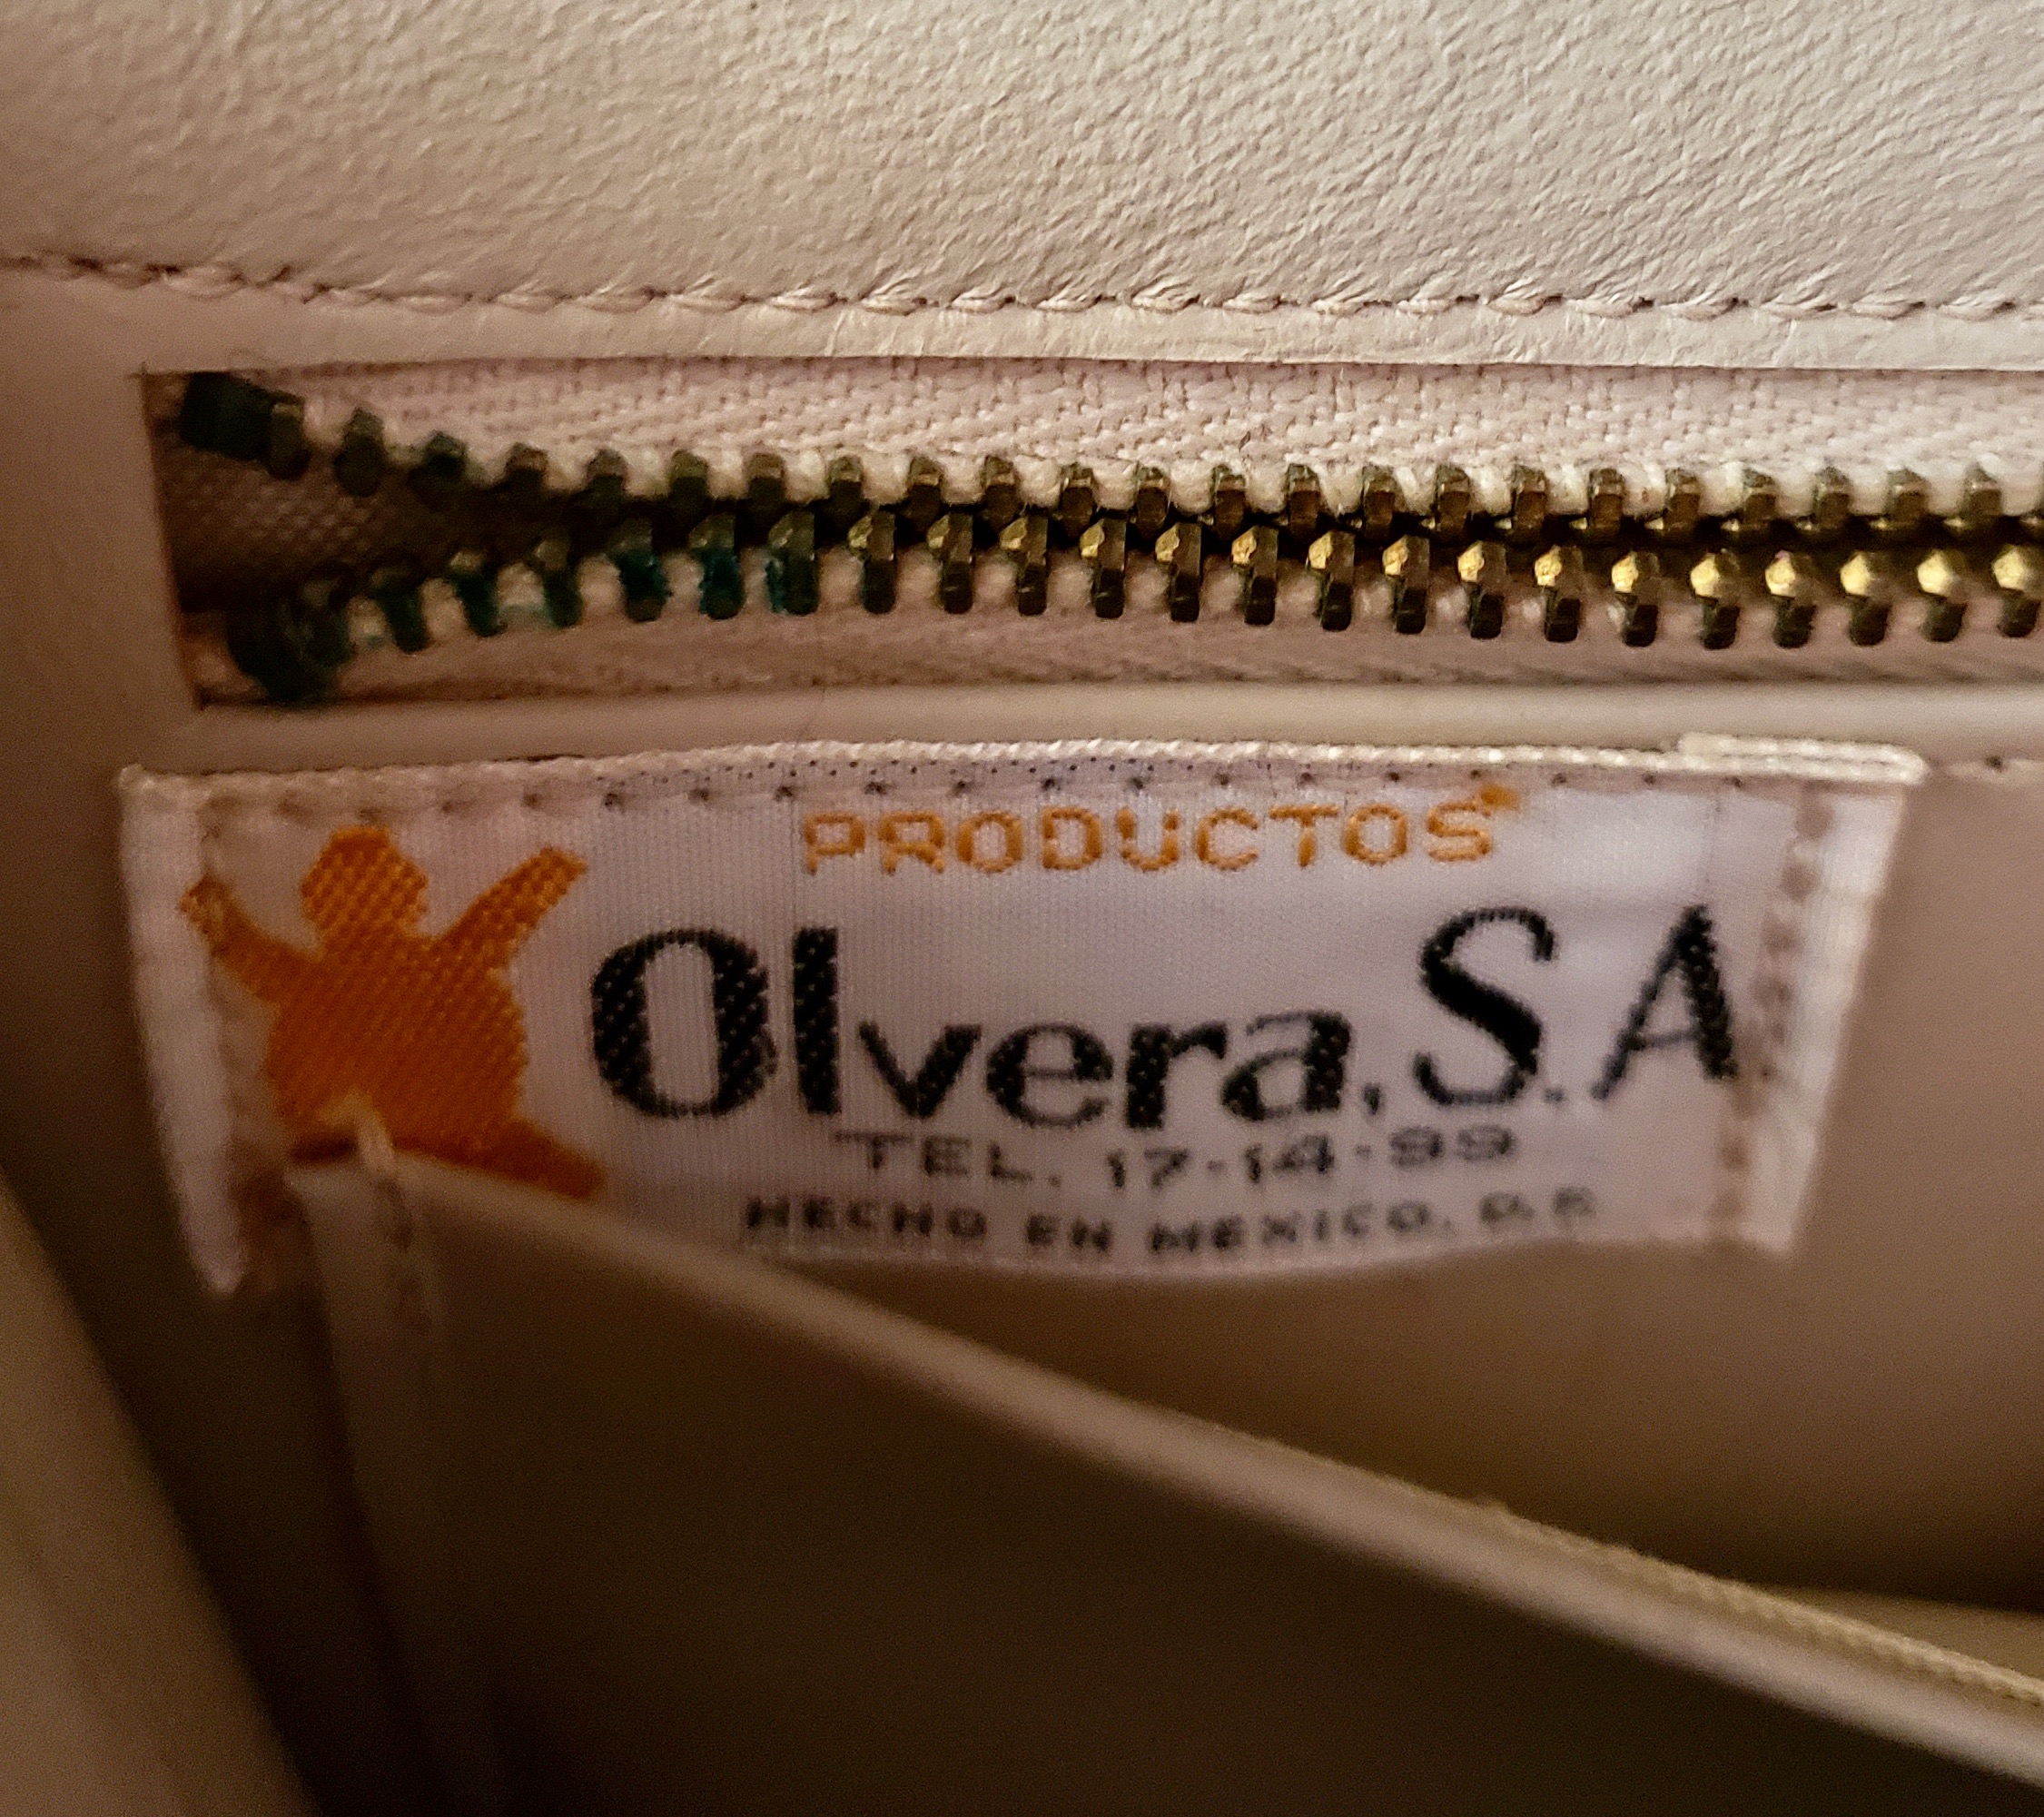 PRODUCTOS
Olvera, S.A
TEL. 17-14-99
HECHO EN MEXICO, D.F.